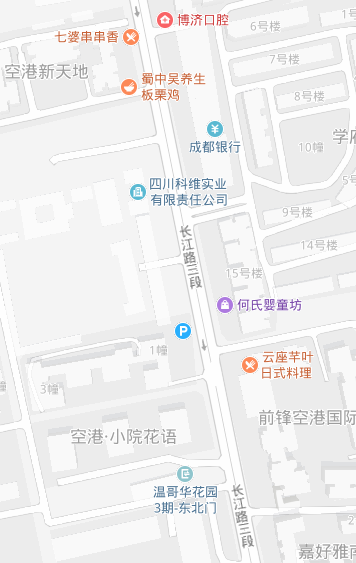 博济口腔
七婆串串香
6号楼
7号楼
空港新天地
蜀中吴养生
板栗鸡
8号楼
成都银行
10幢
四川科维实业
有限责任公司
9号楼
长江路三段
14号楼
15号楼
何氏婴童坊
P
1幢
云座芊叶
日式料理
3幢
前锋空港国际
空港·小院花语
温哥华花园
3期-东北门
长江路三段
嘉好雅南